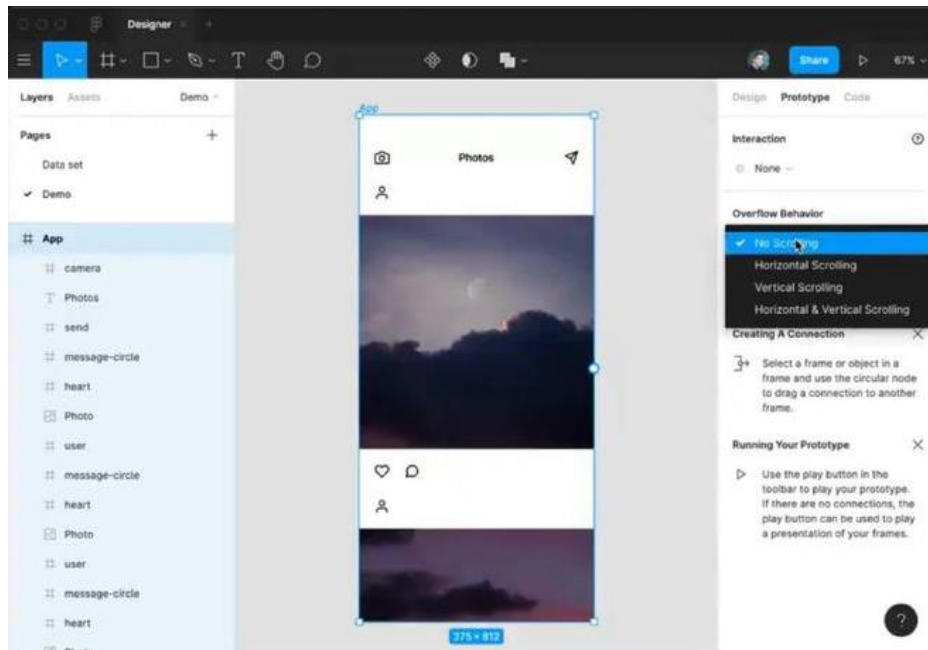 Designer
T
Share
67%
Layers Assets Demo
Design Prototype Code
Pages
Data set
Demo
App
camera
Photos
send
message-circle
heart
Photo
user
message-circle
heart
Photo
user
message-circle
heart
App
Photos
375 × 812
Interaction
None
Overflow Behavior
No Scrolling
Horizontal Scrolling
Vertical Scrolling
Horizontal & Vertical Scrolling
Creating A Connection
Select a frame or object in a
frame and use the circular node
to drag a connection to another
frame.
Running Your Prototype
Use the play button in the
toolbar to play your prototype.
If there are no connections, the
play button can be used to play
a presentation of your frames.
?